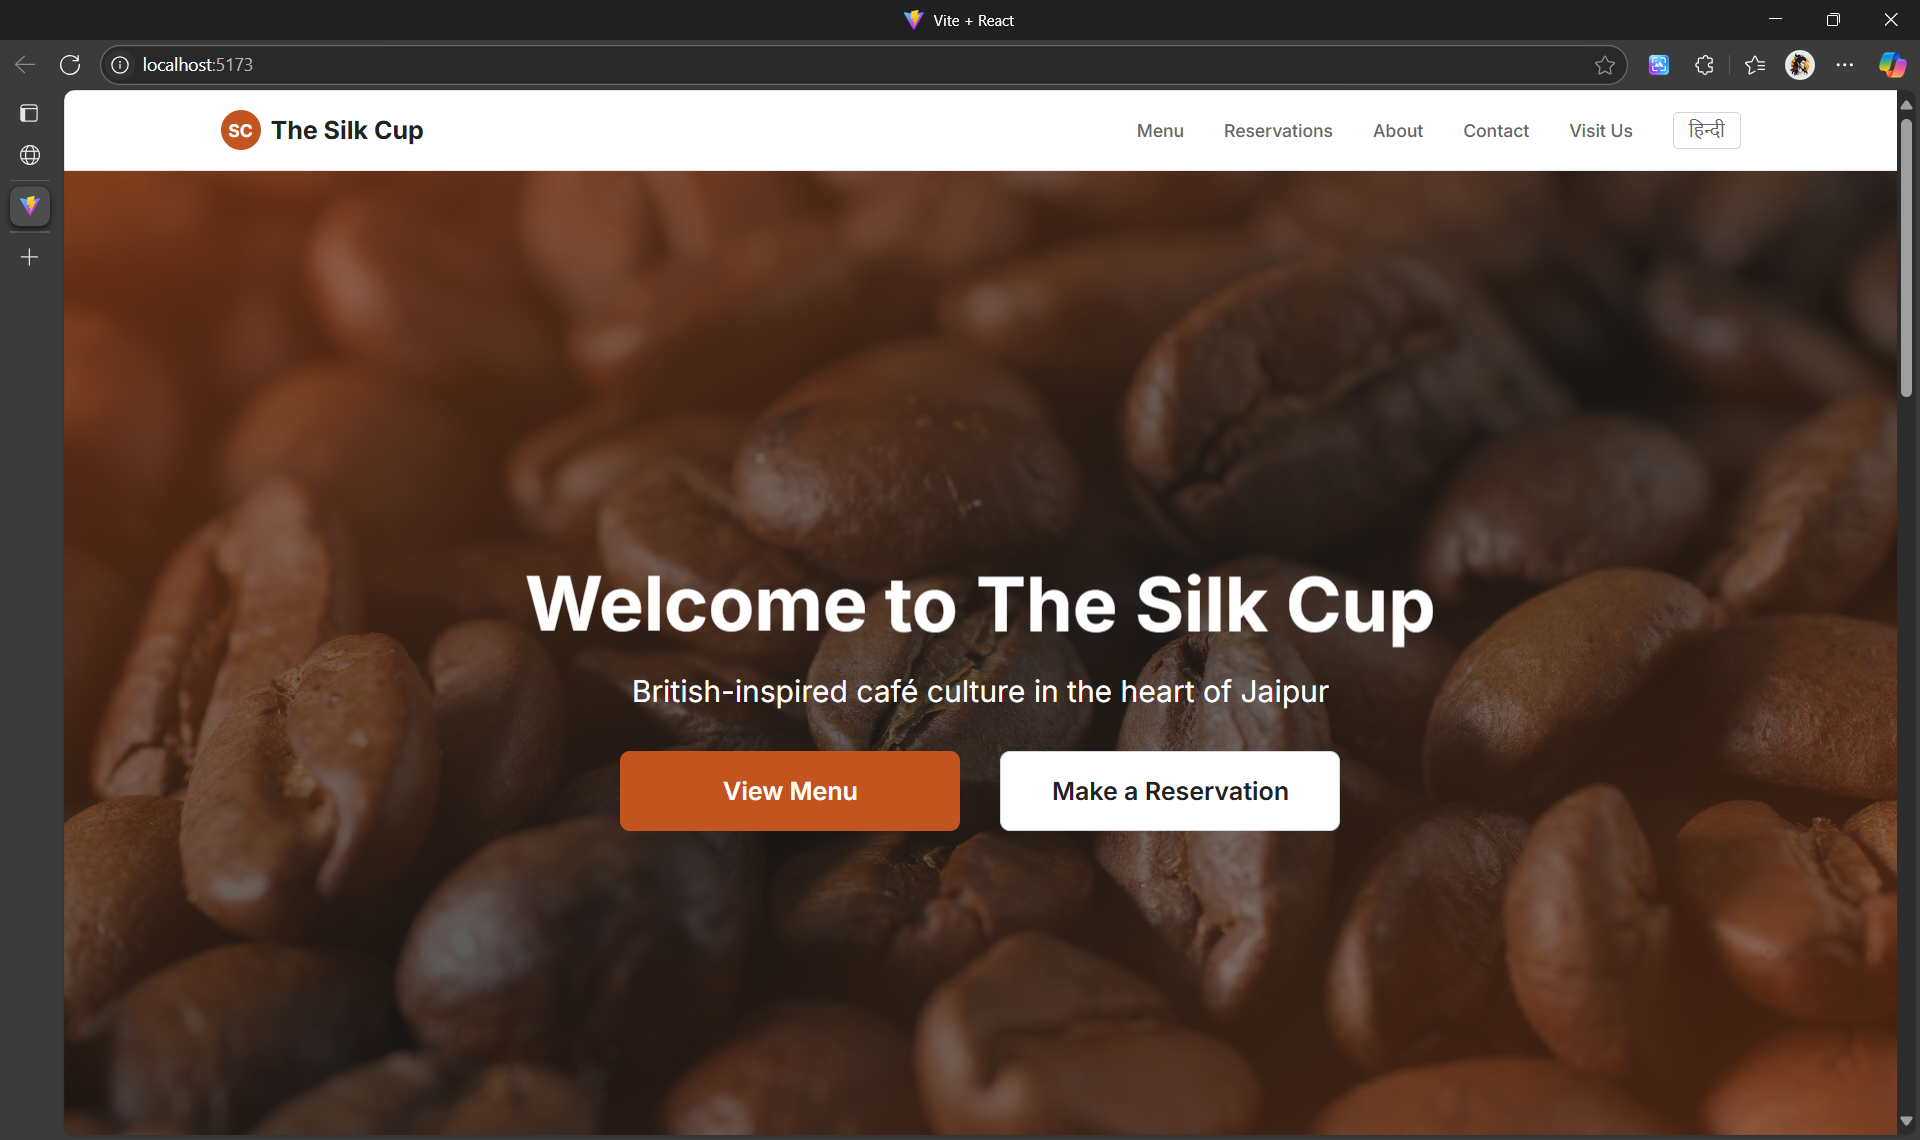 Vite + React
localhost:5173
SC The Silk Cup
Menu Reservations About Contact Visit Us हिन्दी
Welcome to The Silk Cup
British-inspired café culture in the heart of Jaipur
View Menu Make a Reservation